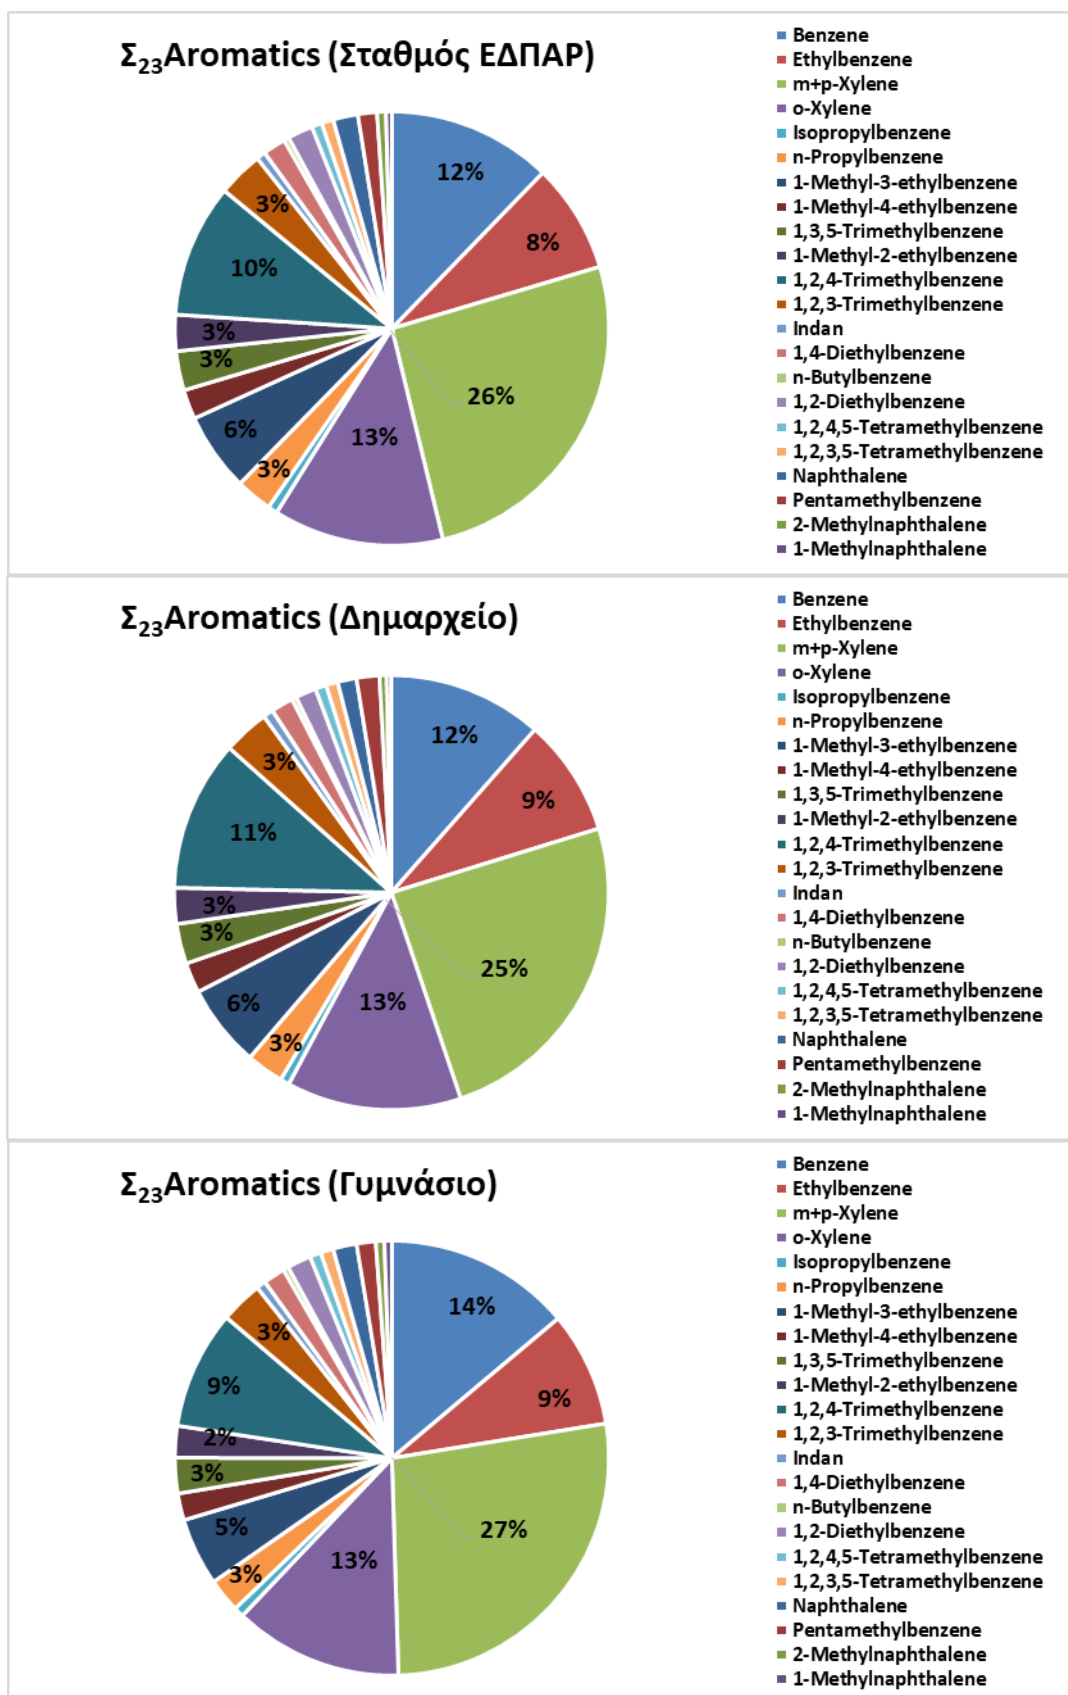 Σ₂₃Aromatics (Σταθμός ΕΔΠΑΡ)
12%
8%
26%
13%
3%
6%
3%
3%
10%
3%
Benzene
Ethylbenzene
m+p-Xylene
o-Xylene
Isopropylbenzene
n-Propylbenzene
1-Methyl-3-ethylbenzene
1-Methyl-4-ethylbenzene
1,3,5-Trimethylbenzene
1-Methyl-2-ethylbenzene
1,2,4-Trimethylbenzene
1,2,3-Trimethylbenzene
Indan
1,4-Diethylbenzene
n-Butylbenzene
1,2-Diethylbenzene
1,2,4,5-Tetramethylbenzene
1,2,3,5-Tetramethylbenzene
Naphthalene
Pentamethylbenzene
2-Methylnaphthalene
1-Methylnaphthalene
Σ₂₃Aromatics (Δημαρχείο)
12%
9%
25%
13%
3%
6%
3%
3%
11%
3%
Benzene
Ethylbenzene
m+p-Xylene
o-Xylene
Isopropylbenzene
n-Propylbenzene
1-Methyl-3-ethylbenzene
1-Methyl-4-ethylbenzene
1,3,5-Trimethylbenzene
1-Methyl-2-ethylbenzene
1,2,4-Trimethylbenzene
1,2,3-Trimethylbenzene
Indan
1,4-Diethylbenzene
n-Butylbenzene
1,2-Diethylbenzene
1,2,4,5-Tetramethylbenzene
1,2,3,5-Tetramethylbenzene
Naphthalene
Pentamethylbenzene
2-Methylnaphthalene
1-Methylnaphthalene
Σ₂₃Aromatics (Γυμνάσιο)
14%
9%
27%
13%
3%
5%
3%
2%
9%
3%
Benzene
Ethylbenzene
m+p-Xylene
o-Xylene
Isopropylbenzene
n-Propylbenzene
1-Methyl-3-ethylbenzene
1-Methyl-4-ethylbenzene
1,3,5-Trimethylbenzene
1-Methyl-2-ethylbenzene
1,2,4-Trimethylbenzene
1,2,3-Trimethylbenzene
Indan
1,4-Diethylbenzene
n-Butylbenzene
1,2-Diethylbenzene
1,2,4,5-Tetramethylbenzene
1,2,3,5-Tetramethylbenzene
Naphthalene
Pentamethylbenzene
2-Methylnaphthalene
1-Methylnaphthalene